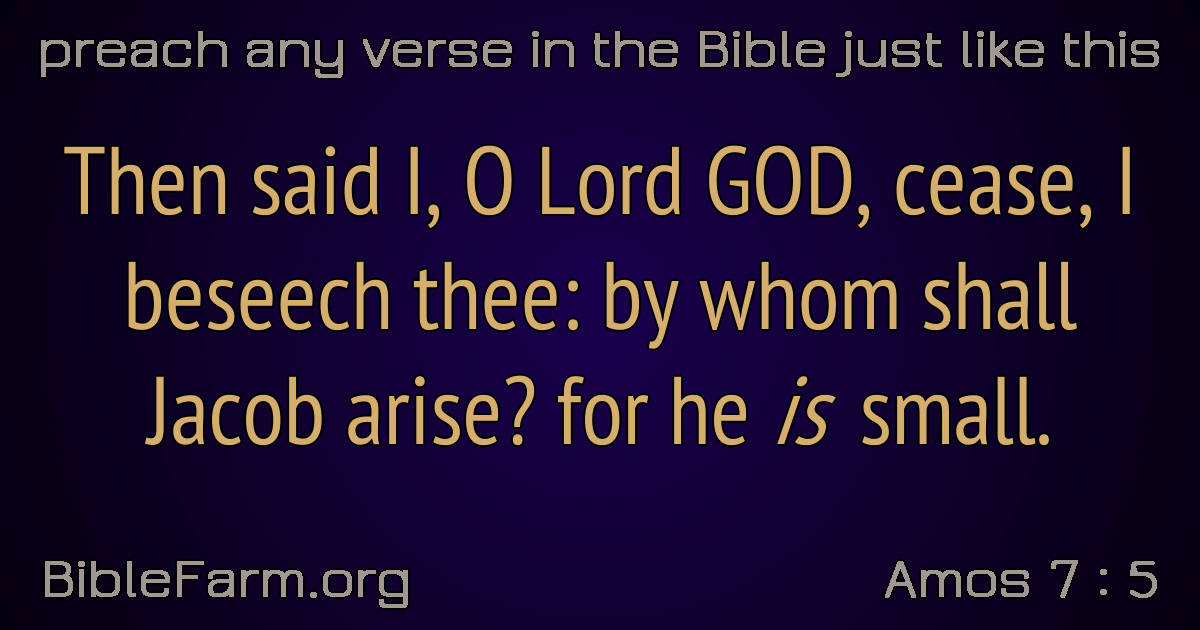 preach any verse in the Bible just like this
Then said I, O Lord GOD, cease, I
beseech thee: by whom shall
Jacob arise? for he is small.
BibleFarm.org
Amos 7 : 5